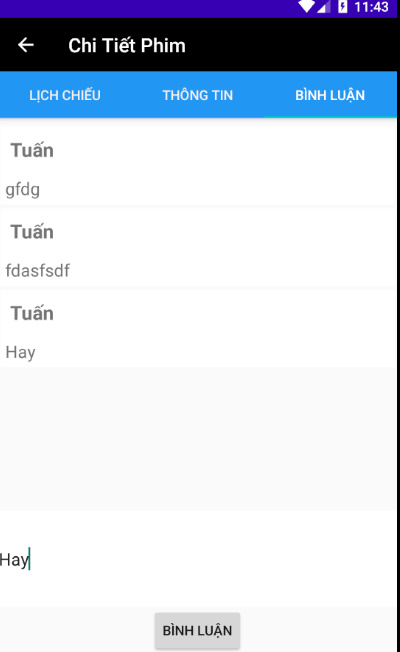 11:43
Chi Tiết Phim
LỊCH CHIẾU THÔNG TIN BÌNH LUẬN
Tuấn
gfdg
Tuấn
fdasfsdf
Tuấn
Hay
Hay
BÌNH LUẬN